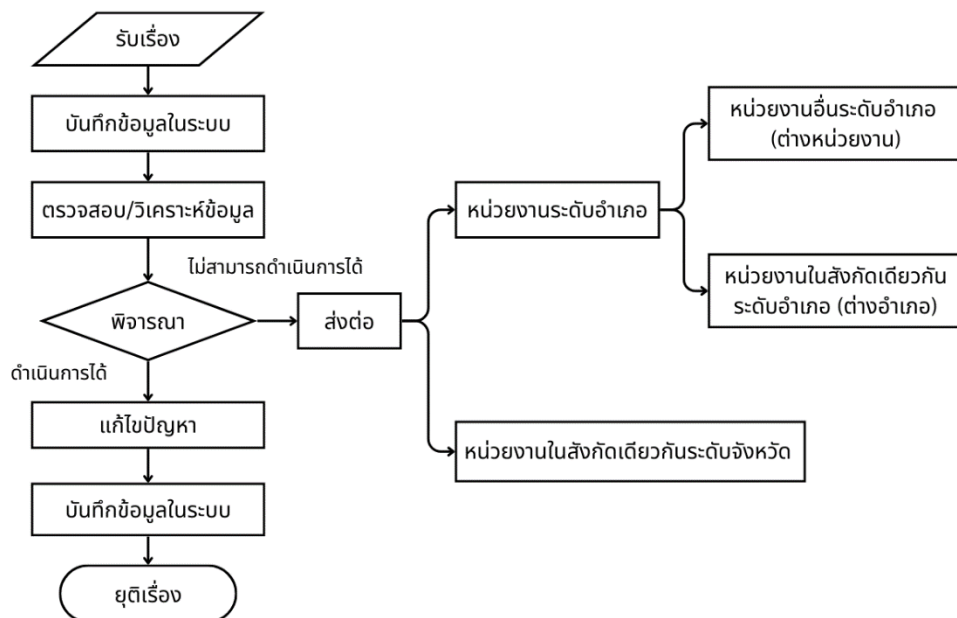 รับเรื่อง
บันทึกข้อมูลในระบบ
ตรวจสอบ/วิเคราะห์ข้อมูล
ไม่สามารถดำเนินการได้
พิจารณา
ส่งต่อ
ดำเนินการได้
แก้ไขปัญหา
บันทึกข้อมูลในระบบ
ยุติเรื่อง
หน่วยงานระดับอำเภอ
หน่วยงานอื่นระดับอำเภอ
(ต่างหน่วยงาน)
หน่วยงานในสังกัดเดียวกัน
ระดับอำเภอ (ต่างอำเภอ)
หน่วยงานในสังกัดเดียวกันระดับจังหวัด